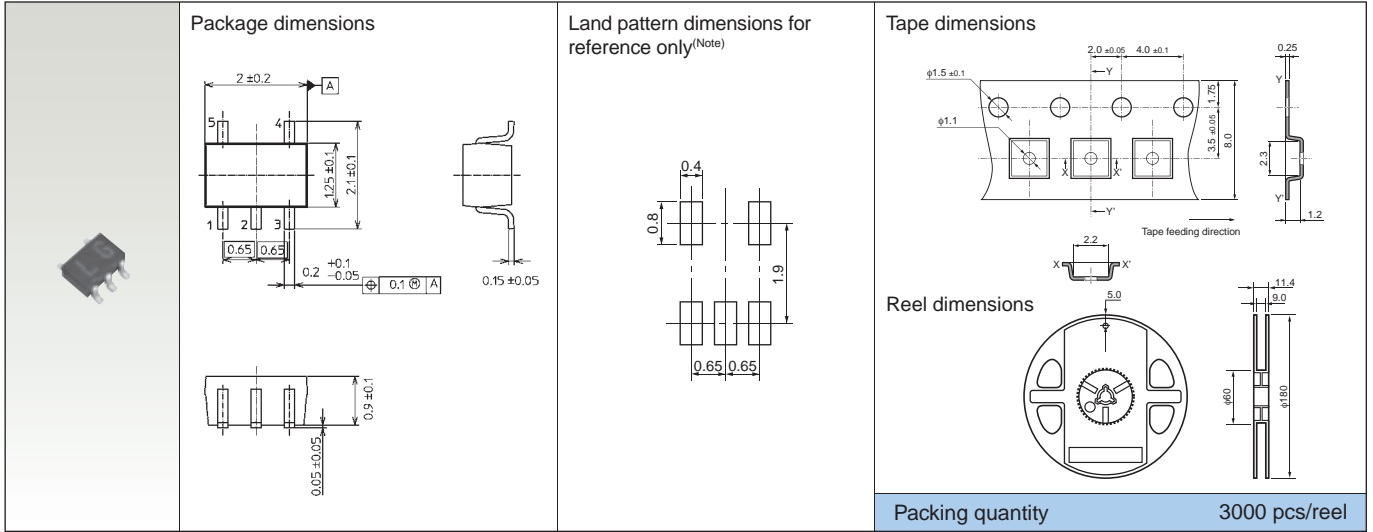 Package dimensions
2 ±0.2
A
5
4
1.25 ±0.1
2.1 ±0.1
1
2
3
0.65
0.65
0.2 +0.1 −0.05
0.1 Ⓜ A
0.15 ±0.05
0.9 ±0.1
0.05 ±0.05
LG
Land pattern dimensions for
reference only(Note)
0.4
0.8
1.9
0.65
0.65
Tape dimensions
2.0 ±0.05
4.0 ±0.1
0.25
Y
Y
φ1.5 ±0.1
1.75
φ1.1
3.5 ±0.05
8.0
2.3
X
X'
Y'
Y'
1.2
Tape feeding direction
2.2
X
X'
Reel dimensions
5.0
11.4
9.0
φ60
φ180
Packing quantity 3000 pcs/reel